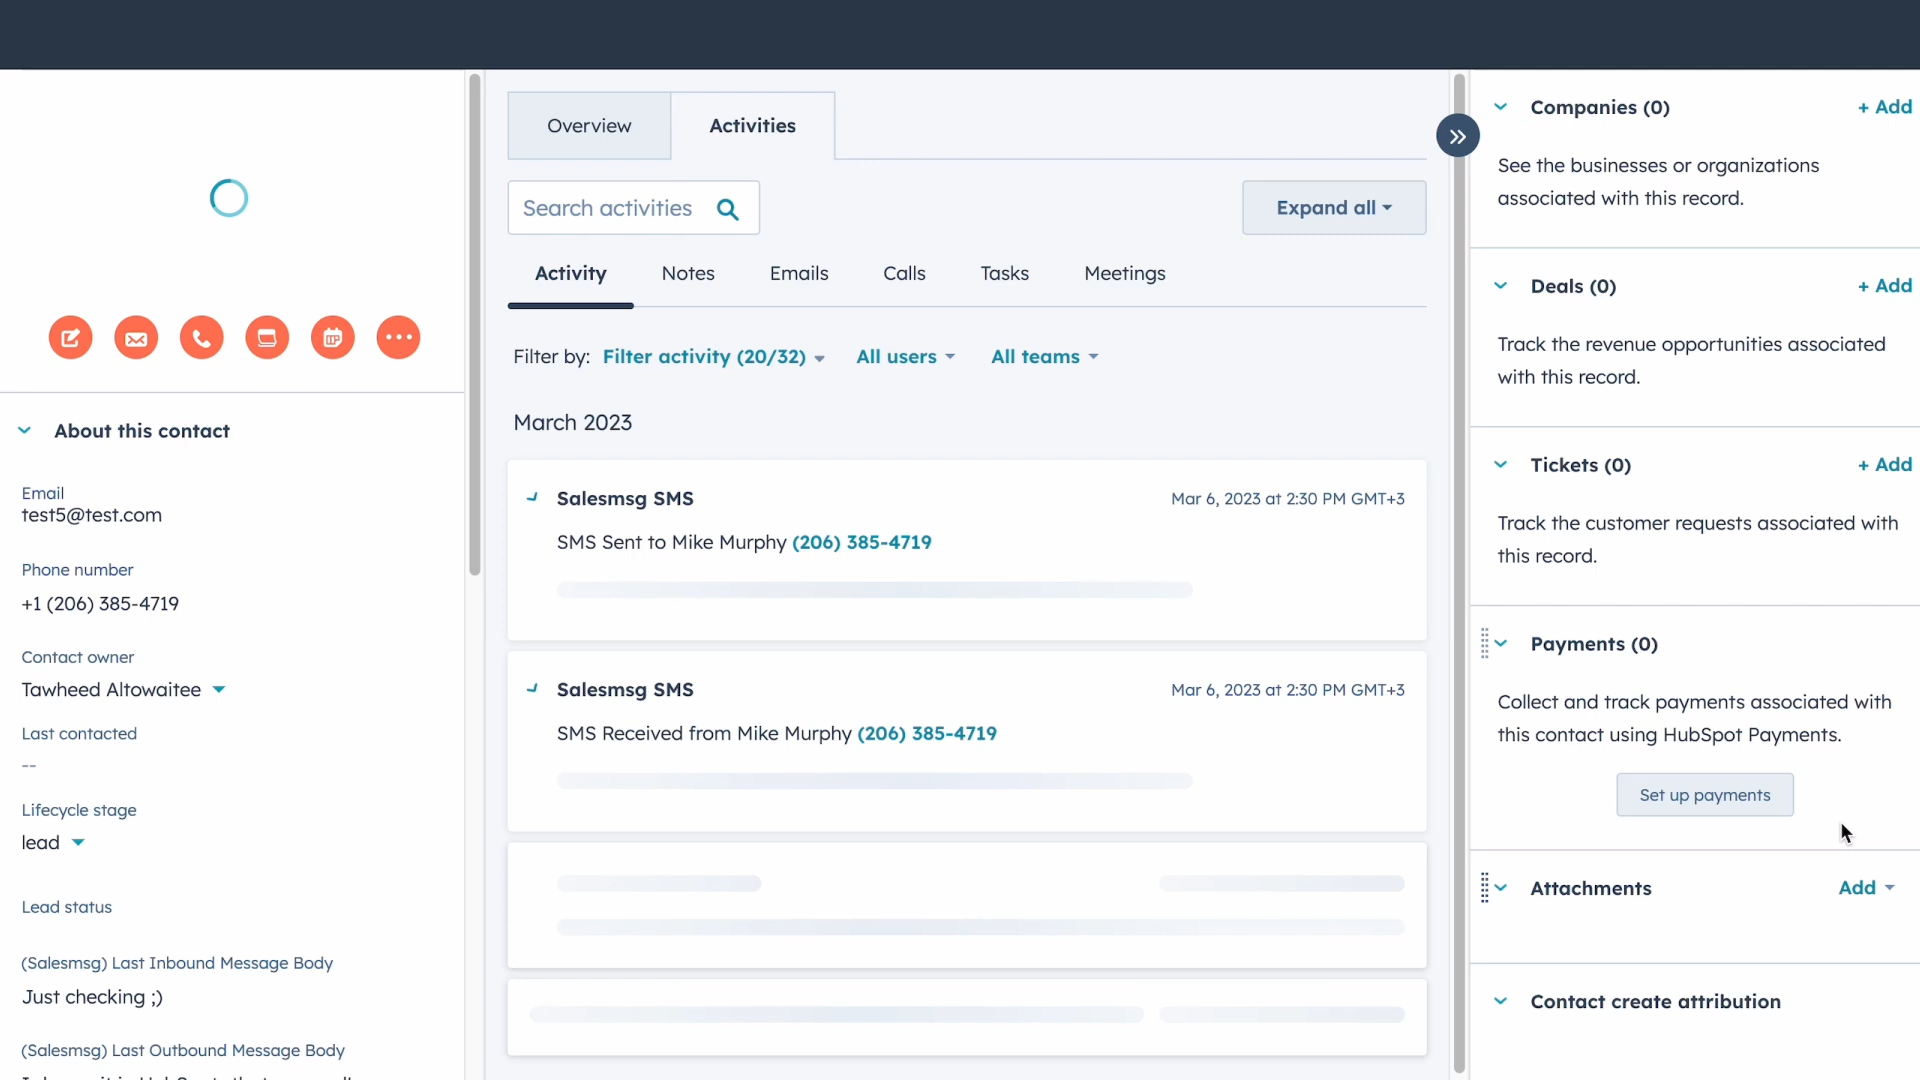 About this contact
Email
test5@test.com
Phone number
+1 (206) 385-4719
Contact owner
Tawheed Altowaitee
Last contacted
--
Lifecycle stage
lead
Lead status
(Salesmsg) Last Inbound Message Body
Just checking ;)
(Salesmsg) Last Outbound Message Body
Overview
Activities
Search activities
Expand all
Activity
Notes
Emails
Calls
Tasks
Meetings
Filter by: Filter activity (20/32) All users All teams
March 2023
Salesmsg SMS
Mar 6, 2023 at 2:30 PM GMT+3
SMS Sent to Mike Murphy (206) 385-4719
Salesmsg SMS
Mar 6, 2023 at 2:30 PM GMT+3
SMS Received from Mike Murphy (206) 385-4719
Companies (0)
+ Add
See the businesses or organizations
associated with this record.
Deals (0)
+ Add
Track the revenue opportunities associated
with this record.
Tickets (0)
+ Add
Track the customer requests associated with
this record.
Payments (0)
Collect and track payments associated with
this contact using HubSpot Payments.
Set up payments
Attachments
Add
Contact create attribution